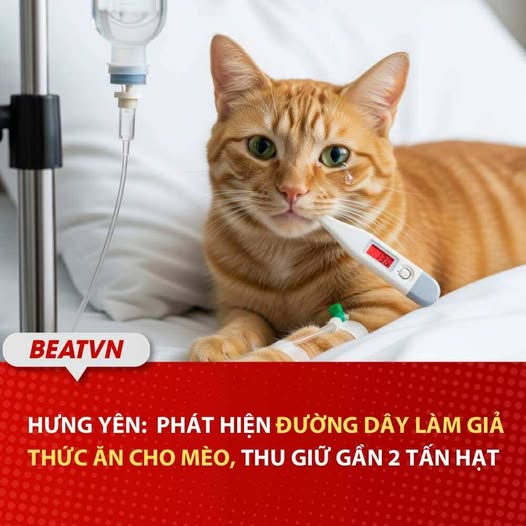 BEATVN
HƯNG YÊN: PHÁT HIỆN ĐƯỜNG DÂY LÀM GIẢ
THỨC ĂN CHO MÈO, THU GIỮ GẦN 2 TẤN HẠT